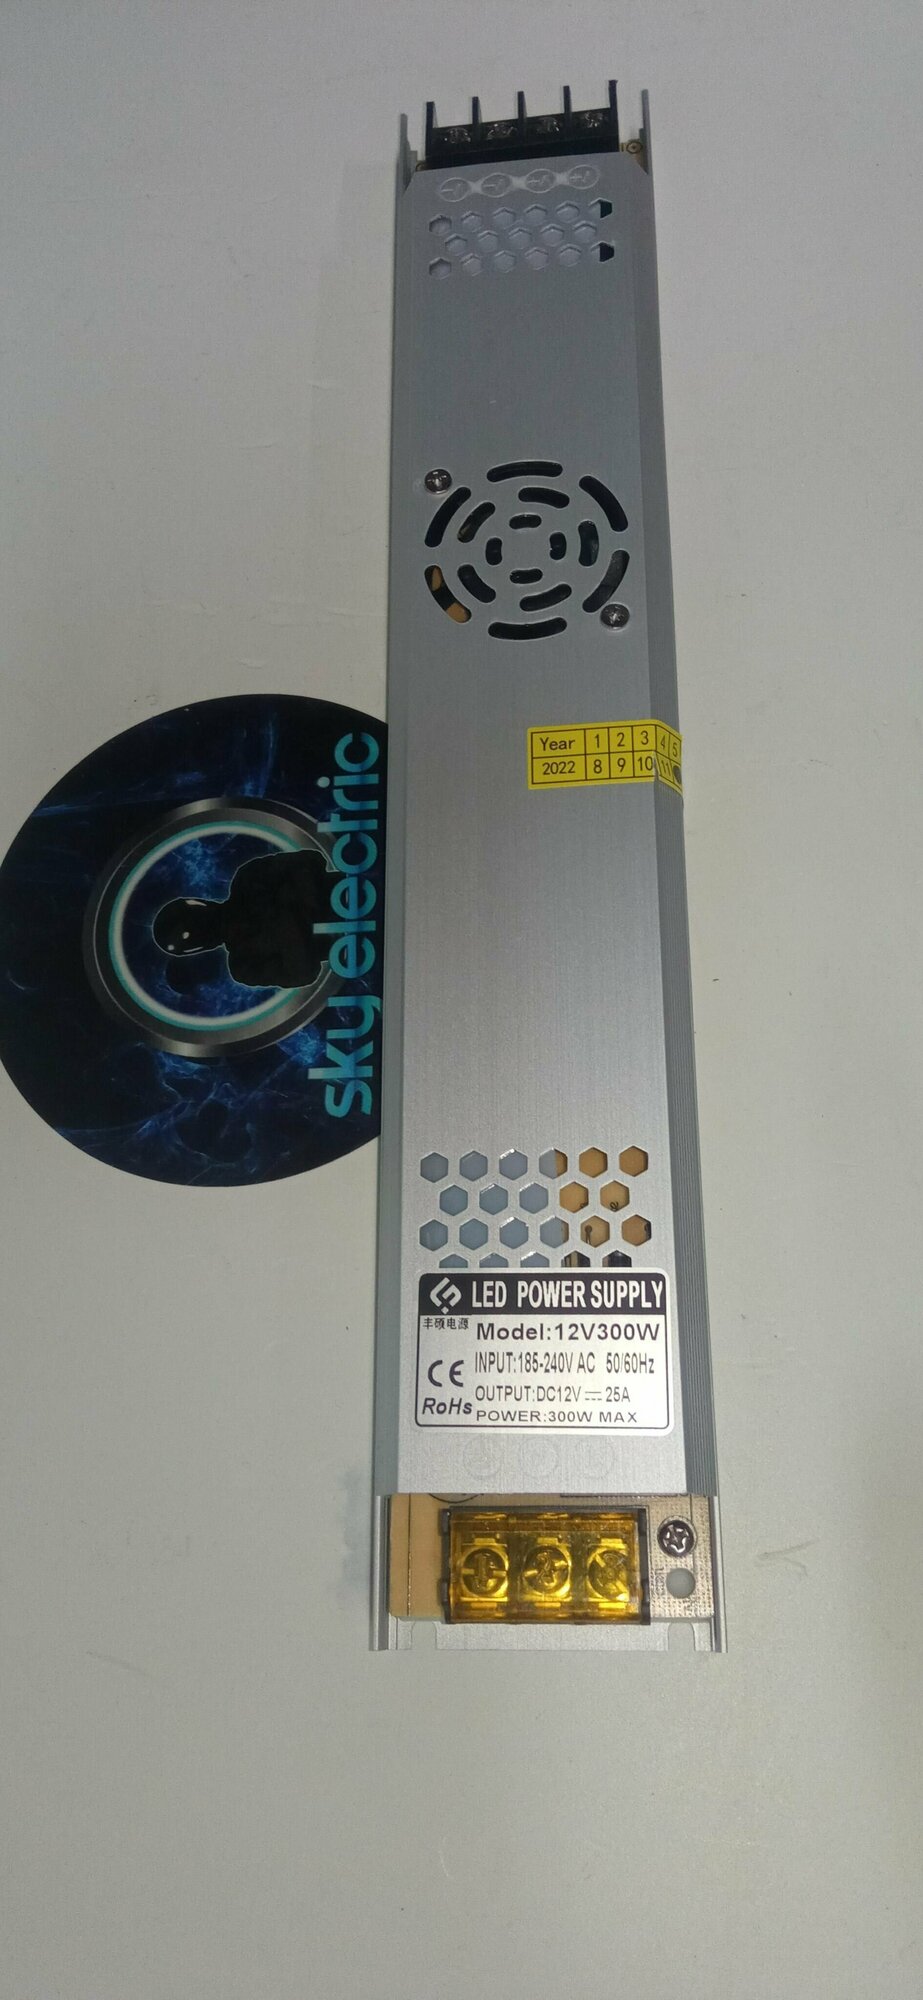 Year 1 2 3 4 5
2022 8 9 10 11
sky electric
LED POWER SUPPLY
丰硕电源
Model:12V300W
INPUT:185-240V AC 50/60Hz
CE
OUTPUT:DC12V ⎓ 25A
RoHs
POWER:300W MAX